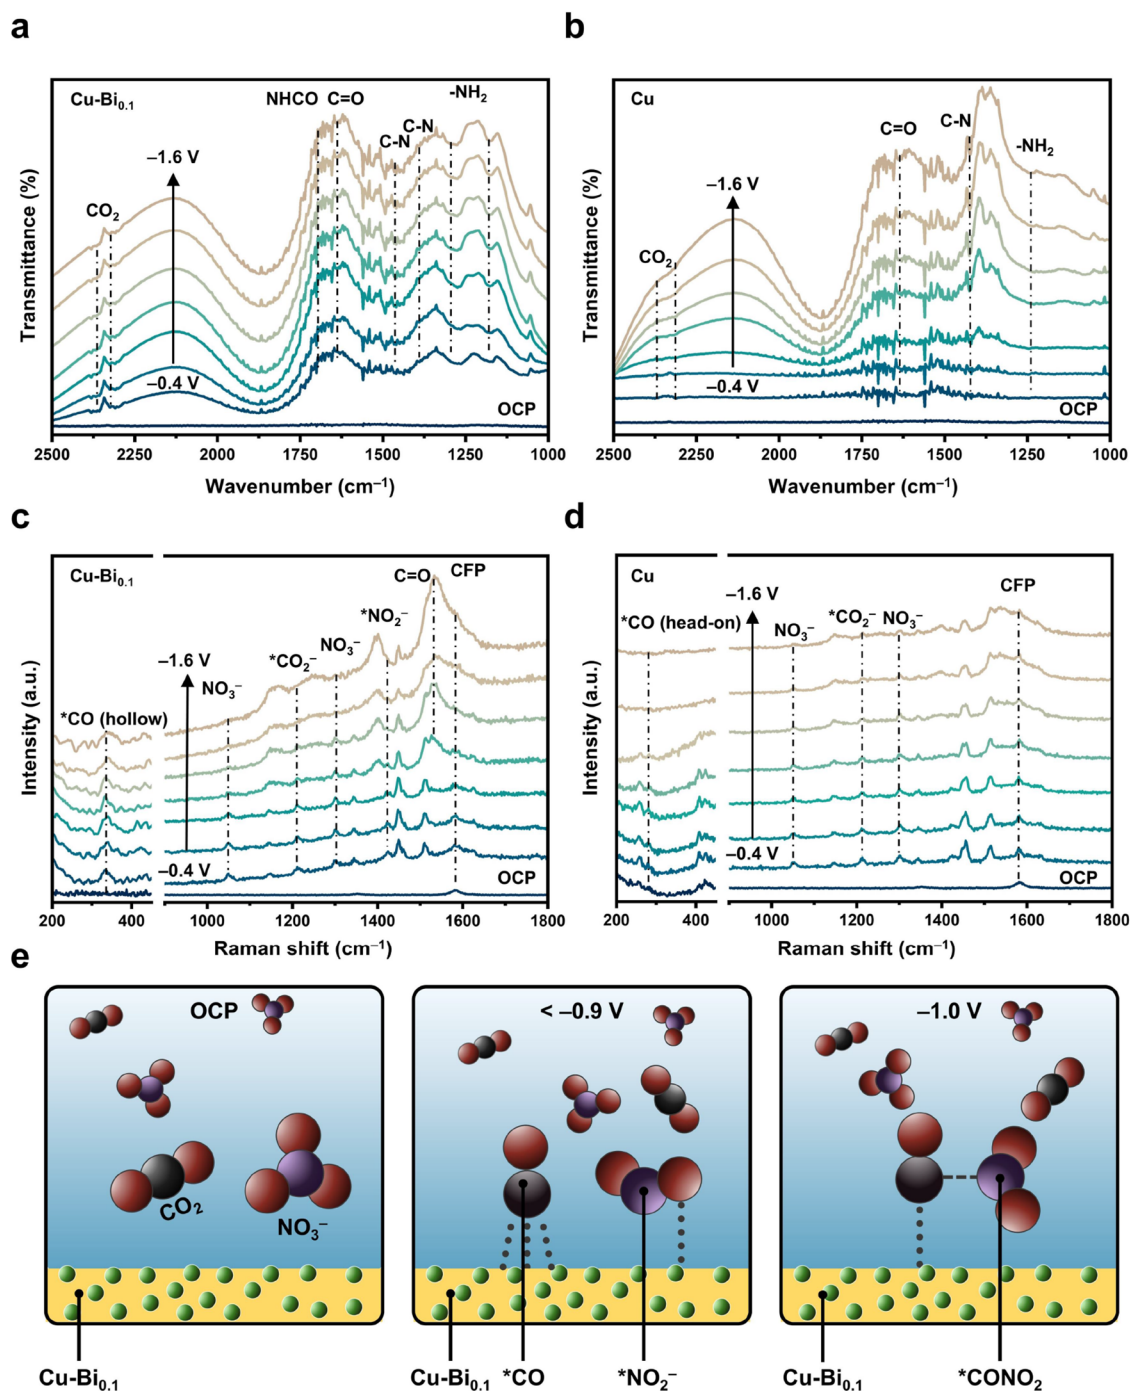 a
Cu-Bi0.1
NHCO C=O -NH2
C-N
C-N
–1.6 V
CO2
–0.4 V
OCP
Transmittance (%)
2500 2250 2000 1750 1500 1250 1000
Wavenumber (cm⁻¹)
b
Cu
C=O C-N -NH2
–1.6 V
CO2
–0.4 V
OCP
Transmittance (%)
2500 2250 2000 1750 1500 1250 1000
Wavenumber (cm⁻¹)
c
Cu-Bi0.1
C=O CFP
*NO2⁻
NO3⁻
*CO2⁻
–1.6 V
NO3⁻
*CO (hollow)
–0.4 V
OCP
Intensity (a.u.)
200 400 1000 1200 1400 1600 1800
Raman shift (cm⁻¹)
d
Cu
CFP
–1.6 V
*CO (head-on) NO3⁻ *CO2⁻ NO3⁻
–0.4 V
OCP
Intensity (a.u.)
200 400 1000 1200 1400 1600 1800
Raman shift (cm⁻¹)
e
OCP
CO2
NO3⁻
Cu-Bi0.1
< –0.9 V
Cu-Bi0.1 *CO *NO2⁻
–1.0 V
Cu-Bi0.1 *CONO2